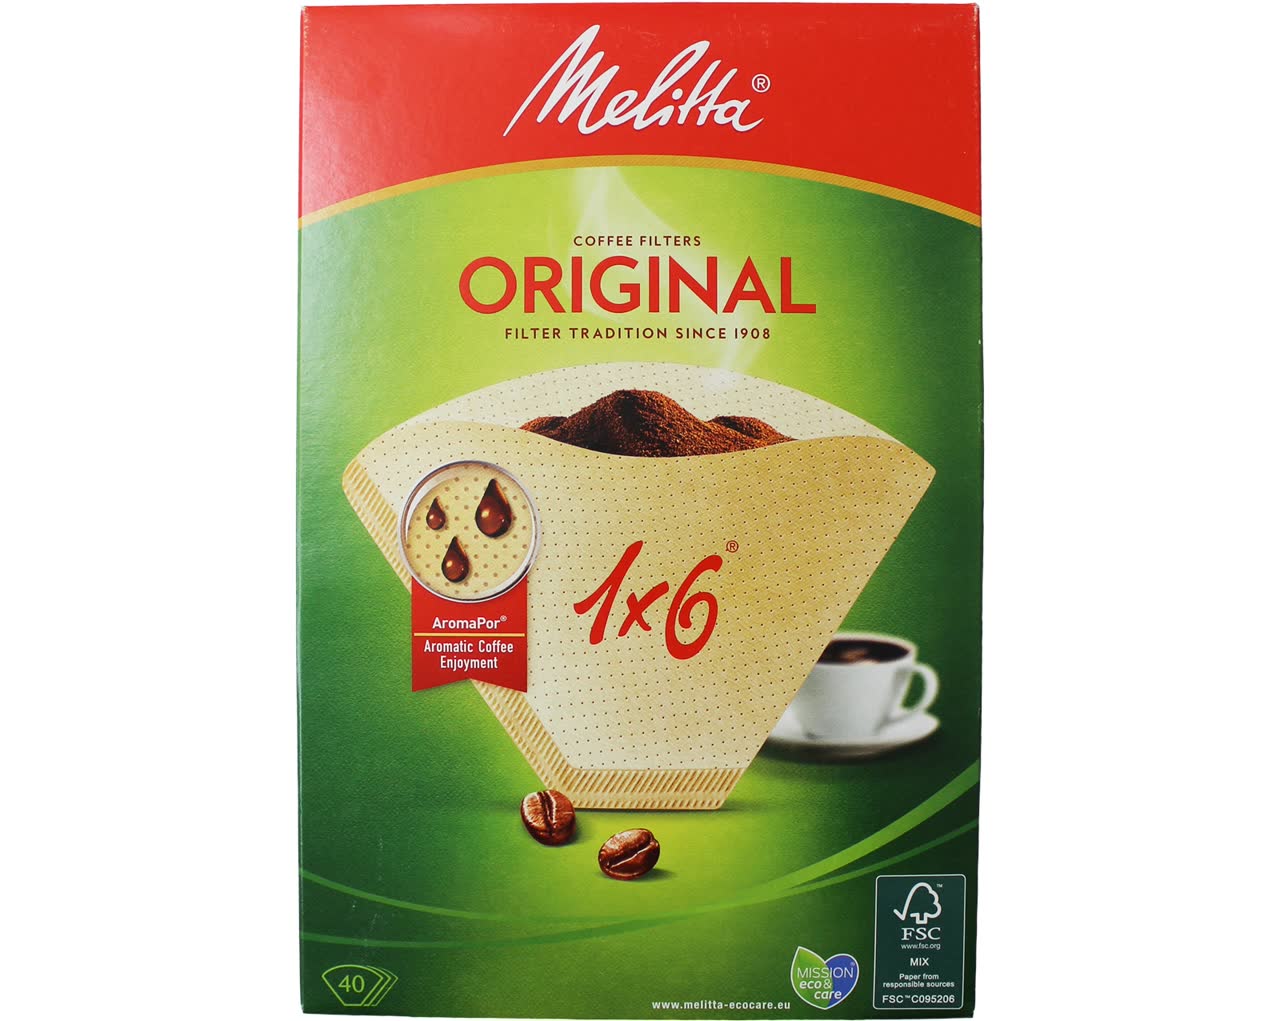 Melitta®
COFFEE FILTERS
ORIGINAL
FILTER TRADITION SINCE 1908
1x6®
AromaPor®
Aromatic Coffee
Enjoyment
40
www.melitta-ecocare.eu
MISSION®
eco&
care
FSC™
www.fsc.org
MIX
Paper from
responsible sources
FSC™ C095206